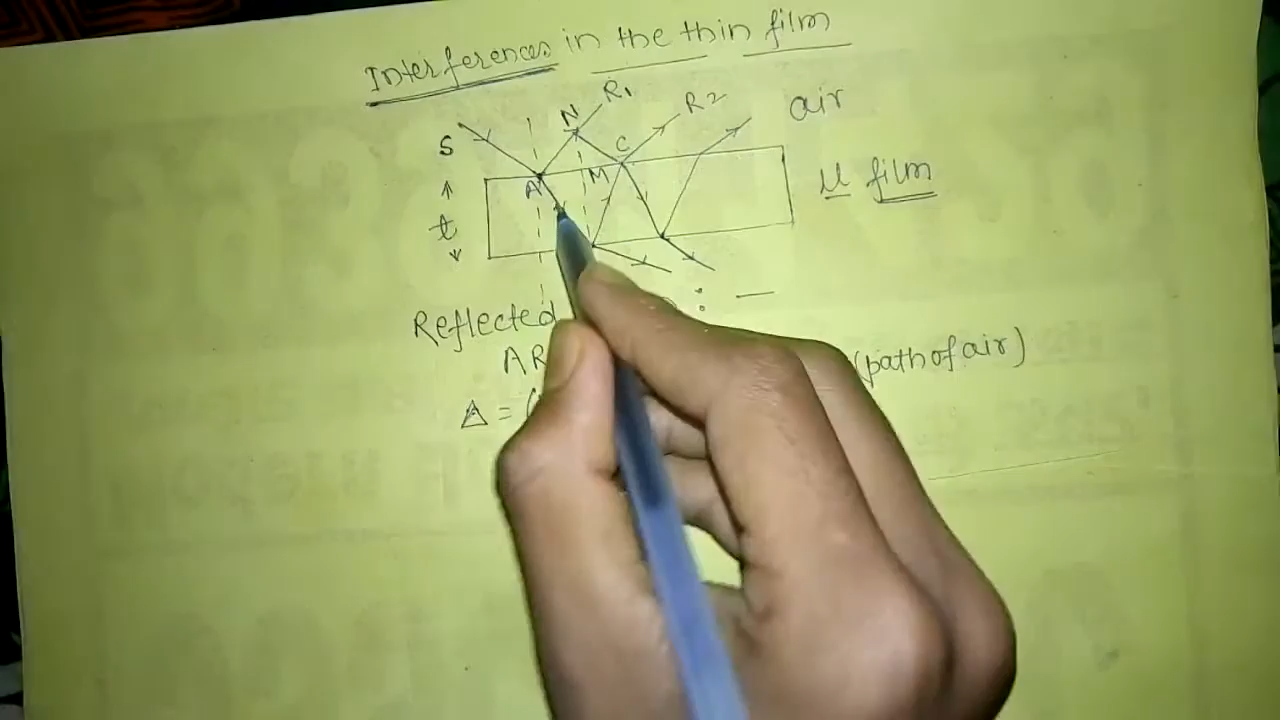 Interferences in the thin film
N R1
R2
air
S
C
A
M
μ film
t
Reflected : —
AR (path of air)
Δ = (